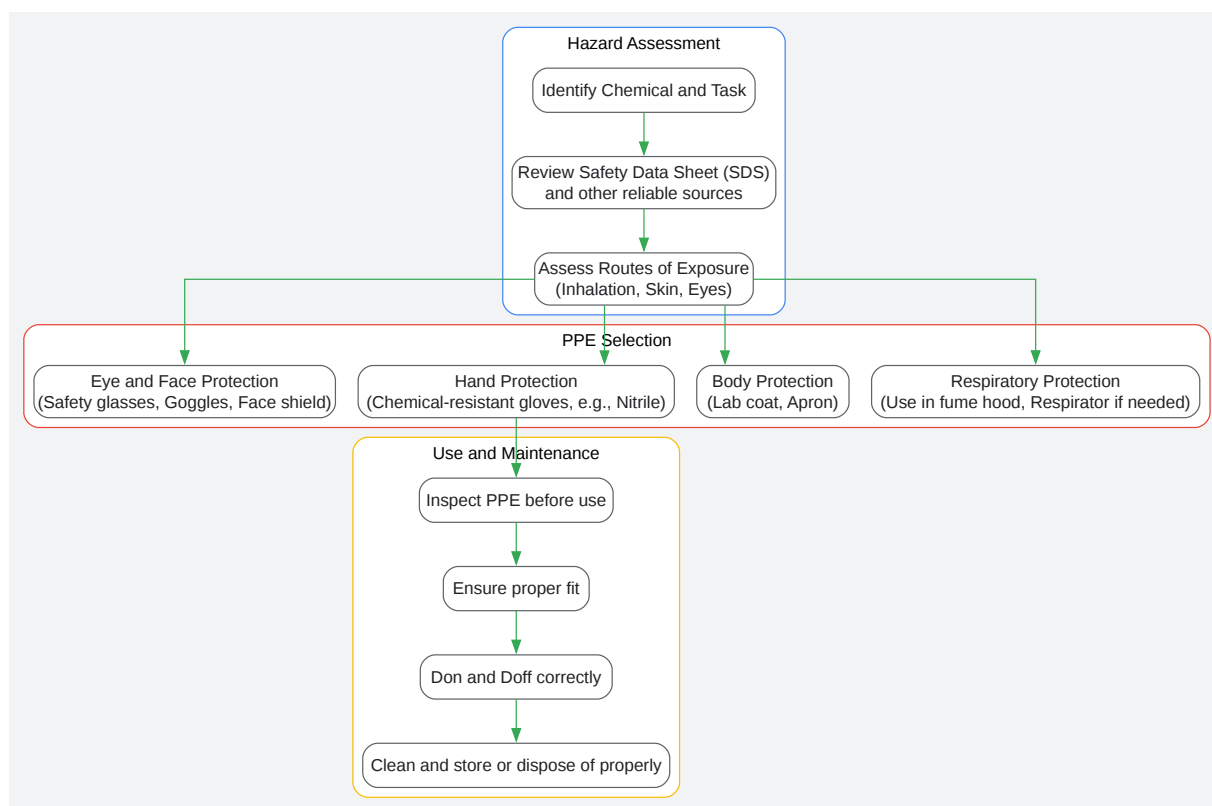 Hazard Assessment
Identify Chemical and Task
Review Safety Data Sheet (SDS)
and other reliable sources
Assess Routes of Exposure
(Inhalation, Skin, Eyes)
PPE Selection
Eye and Face Protection
(Safety glasses, Goggles, Face shield)
Hand Protection
(Chemical-resistant gloves, e.g., Nitrile)
Body Protection
(Lab coat, Apron)
Respiratory Protection
(Use in fume hood, Respirator if needed)
Use and Maintenance
Inspect PPE before use
Ensure proper fit
Don and Doff correctly
Clean and store or dispose of properly